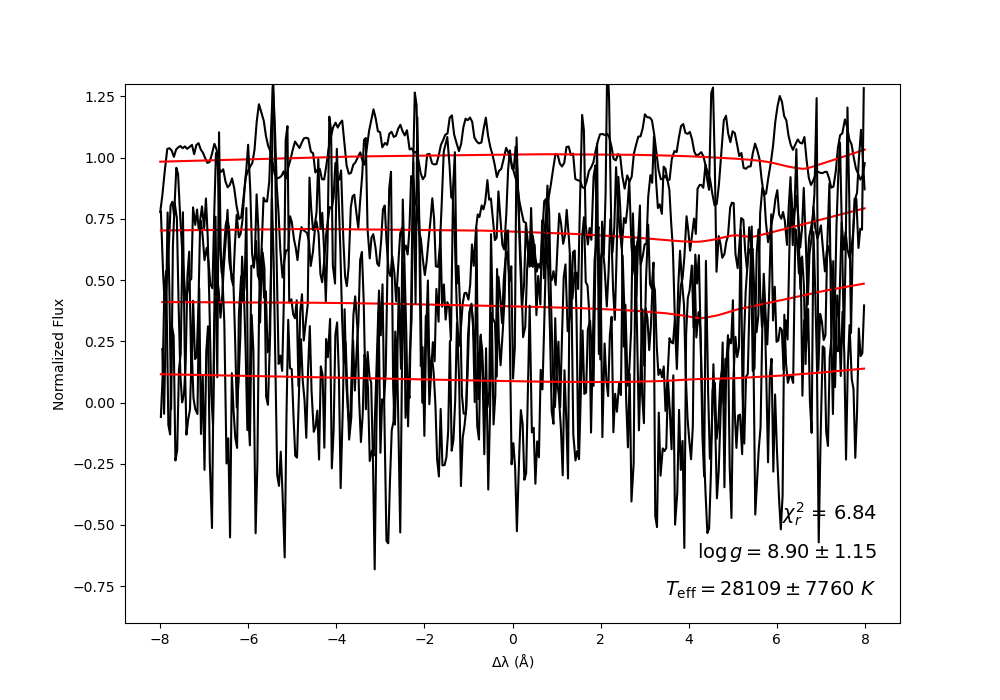 1.25
1.00
0.75
0.50
0.25
0.00
−0.25
−0.50
−0.75
Normalized Flux
χ²ᵣ = 6.84
log g = 8.90 ± 1.15
T_eff = 28109 ± 7760 K
−8 −6 −4 −2 0 2 4 6 8
Δλ (Å)